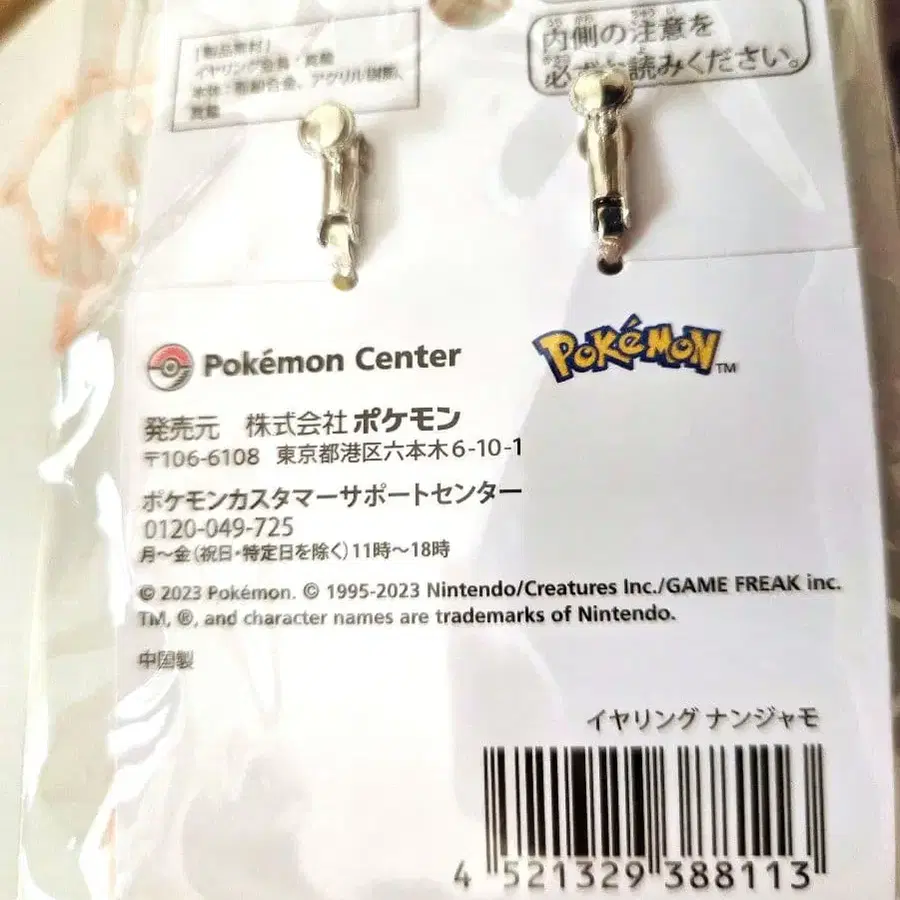 イヤリング金具:真鍮
本体:亜鉛合金、アクリル樹脂、
真鍮
内側の注意を
必ずお読みください。
Pokémon Center
POKéMON TM
発売元 株式会社ポケモン
〒106-6108 東京都港区六本木6-10-1
ポケモンカスタマーサポートセンター
0120-049-725
月～金(祝日・特定日を除く)11時～18時
© 2023 Pokémon. © 1995-2023 Nintendo/Creatures Inc./GAME FREAK inc.
TM, ®, and character names are trademarks of Nintendo.
中国製
イヤリング ナンジャモ
4 521329 388113